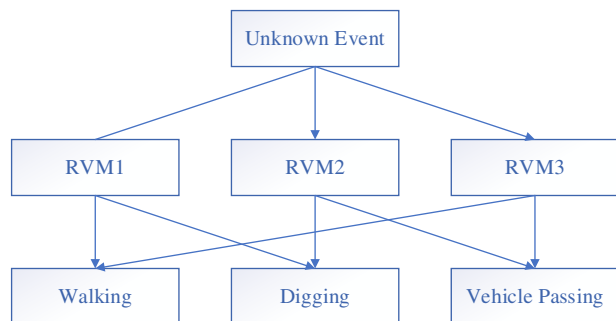 Unknown Event
RVM1
RVM2
RVM3
Walking
Digging
Vehicle Passing